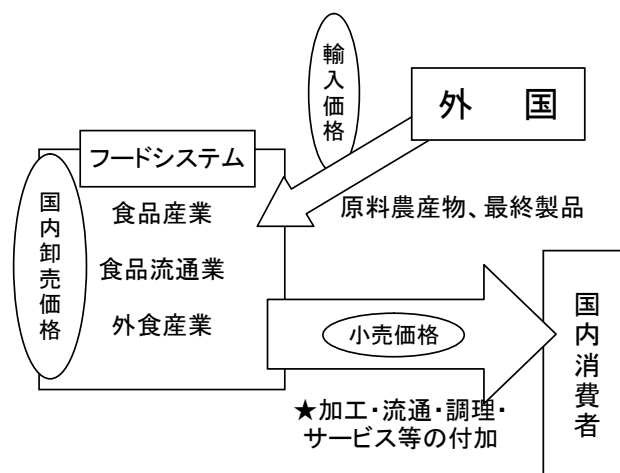 輸入価格
外　国
フードシステム
国内卸売価格
食品産業
食品流通業
外食産業
原料農産物、最終製品
小売価格
国内消費者
★加工・流通・調理・
サービス等の付加